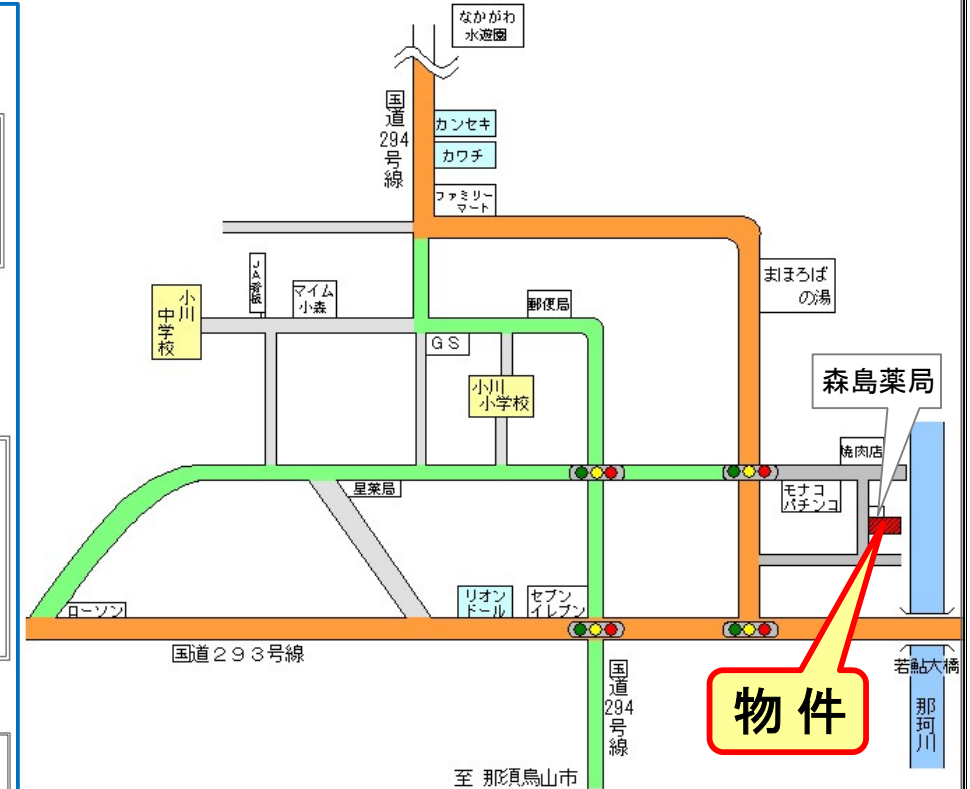 なかがわ
水遊園
国道294号線
カンセキ
カワチ
ファミリー
マート
まほろば
の湯
JA看板
マイム
小森
郵便局
小川
中学校
GS
小川
小学校
森島薬局
焼肉店
星薬局
モナコ
パチンコ
リオン
ドール
セブン
イレブン
ローソン
国道293号線
若鮎大橋
国道294号線
物件
那珂川
至 那須烏山市